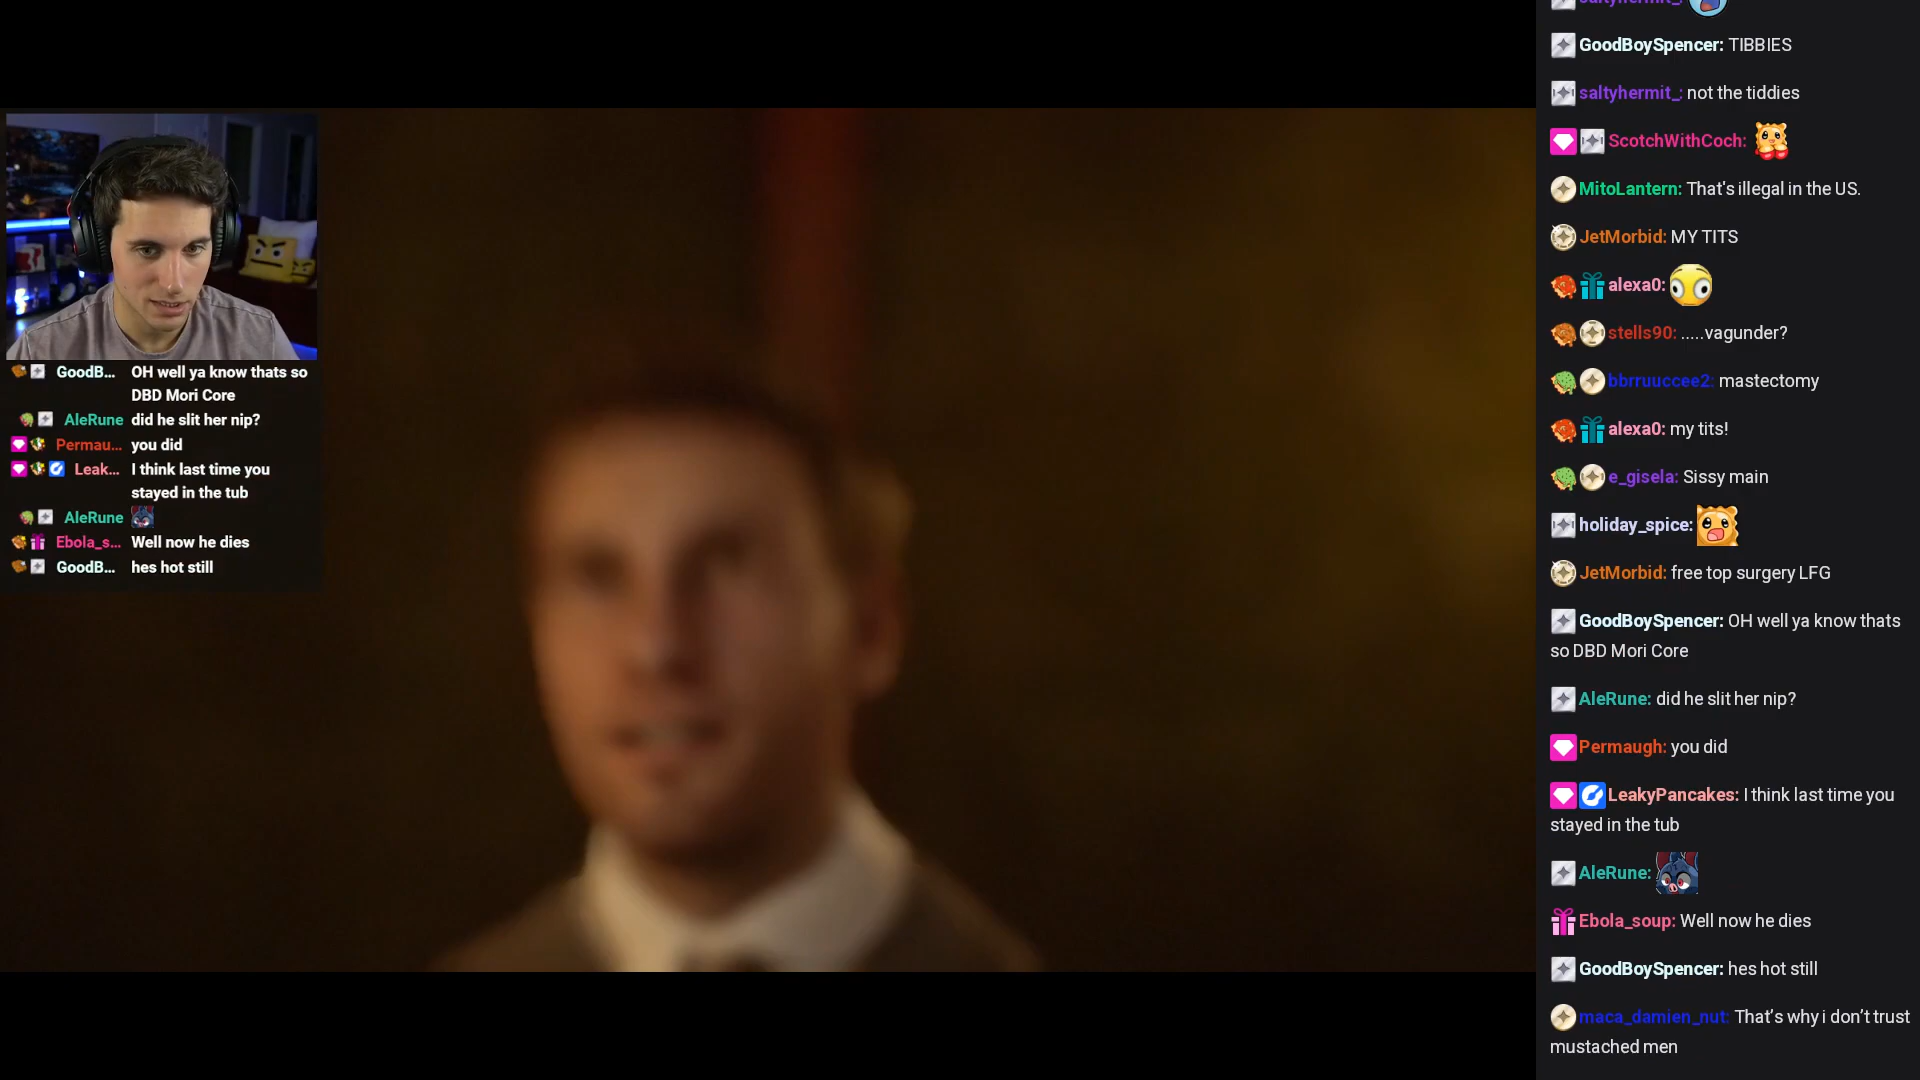 GoodB... OH well ya know thats so
DBD Mori Core
AleRune did he slit her nip?
Permau... you did
Leak... I think last time you
stayed in the tub
AleRune
Ebola_s... Well now he dies
GoodB... hes hot still
saltyhermit_:
GoodBoySpencer: TIBBIES
saltyhermit_: not the tiddies
ScotchWithCoch:
MitoLantern: That's illegal in the US.
JetMorbid: MY TITS
alexa0:
stells90: .....vagunder?
bbrruuccee2: mastectomy
alexa0: my tits!
e_gisela: Sissy main
holiday_spice:
JetMorbid: free top surgery LFG
GoodBoySpencer: OH well ya know thats
so DBD Mori Core
AleRune: did he slit her nip?
Permaugh: you did
LeakyPancakes: I think last time you
stayed in the tub
AleRune:
Ebola_soup: Well now he dies
GoodBoySpencer: hes hot still
maca_damien_nut: That's why i don’t trust
mustached men